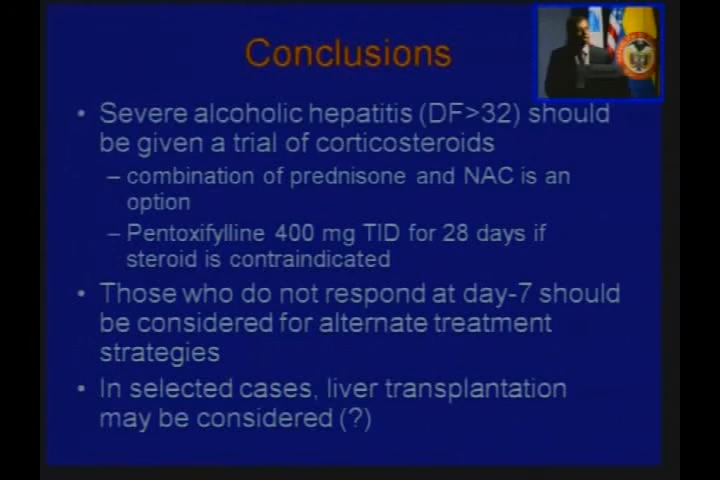 Conclusions
• Severe alcoholic hepatitis (DF>32) should
be given a trial of corticosteroids
– combination of prednisone and NAC is an
option
– Pentoxifylline 400 mg TID for 28 days if
steroid is contraindicated
• Those who do not respond at day-7 should
be considered for alternate treatment
strategies
• In selected cases, liver transplantation
may be considered (?)